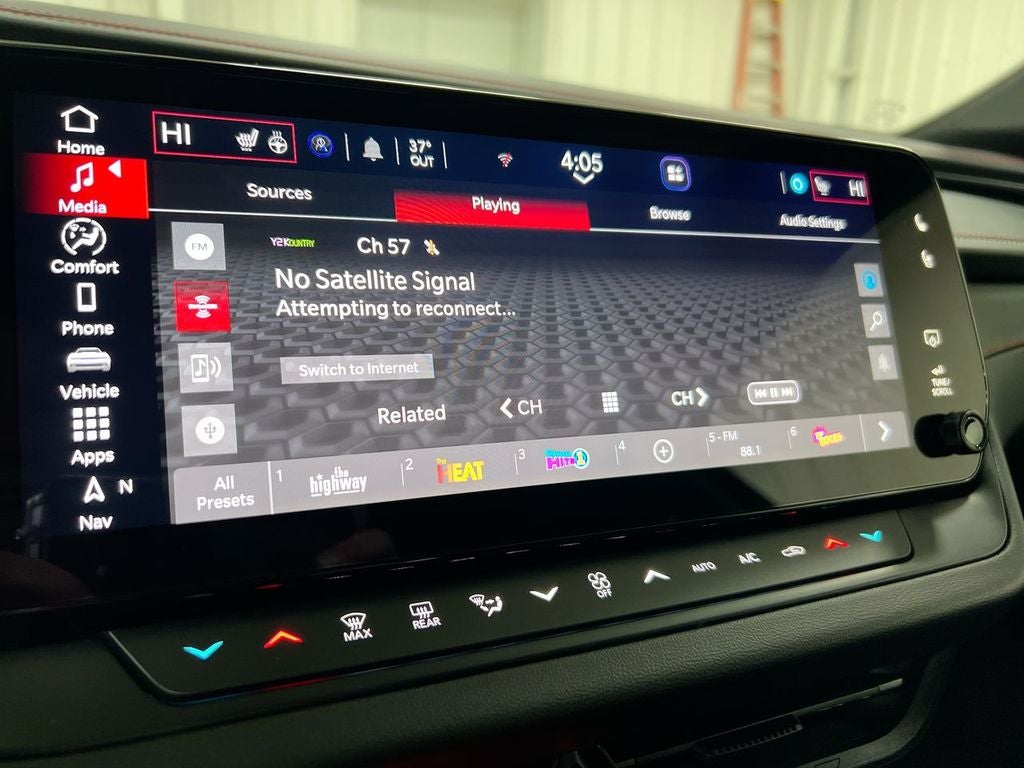 Home
HI
37°
OUT
4:05
HI
Media
Sources
Playing
Browse
Audio Settings
FM
Y2KOUNTRY
Ch 57
Comfort
No Satellite Signal
Attempting to reconnect...
Phone
Switch to Internet
Vehicle
Related
CH
CH
TUNE/
SCROLL
Apps
All
Presets
1
the
highway
2
The
HEAT
3
HITS 1
4
5 - FM
88.1
6
N
Nav
MAX
REAR
OFF
AUTO
A/C